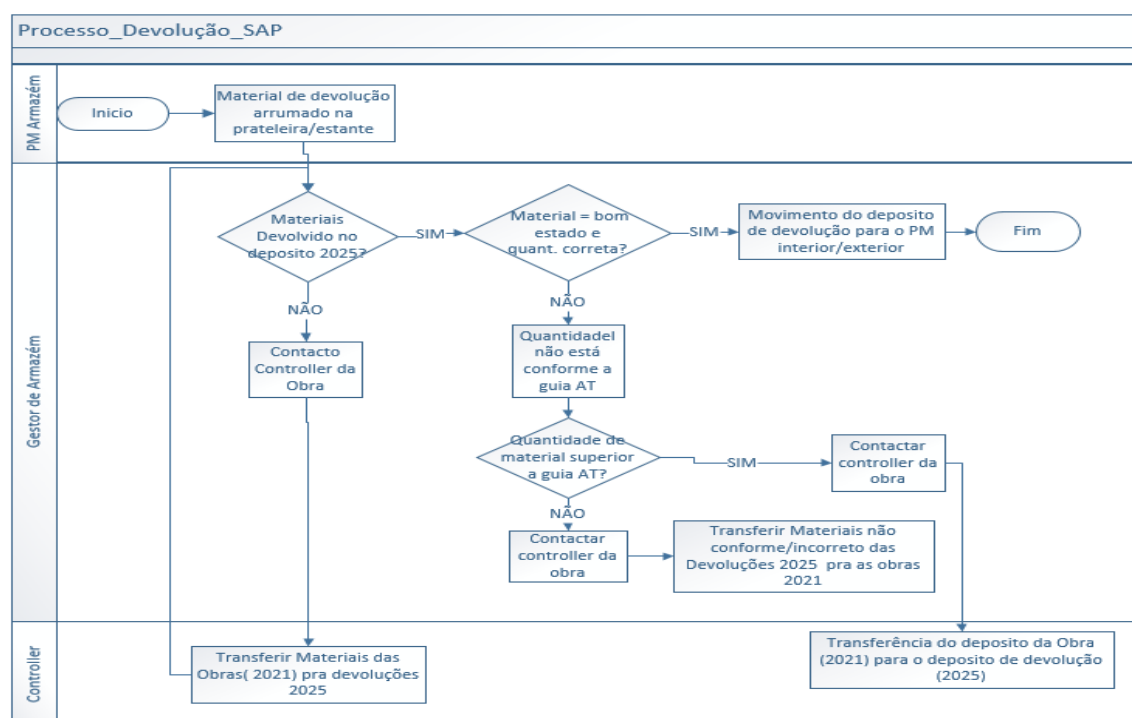 Processo_Devolução_SAP
PM Armazém
Inicio
Material de devolução
arrumado na
prateleira/estante
Gestor de Armazém
Materiais
Devolvido no
deposito 2025?
SIM
Material = bom
estado e
quant. correta?
SIM
Movimento do deposito
de devolução para o PM
interior/exterior
Fim
NÃO
NÃO
Contacto
Controller da
Obra
Quantidadel
não está
conforme a
guia AT
Quantidade de
material superior
a guia AT?
SIM
Contactar
controller da
obra
NÃO
Contactar
controller da
obra
Transferir Materiais não
conforme/incorreto das
Devoluções 2025 pra as obras
2021
Controller
Transferir Materiais das
Obras( 2021) pra devoluções
2025
Transferência do deposito da Obra
(2021) para o deposito de devolução
(2025)